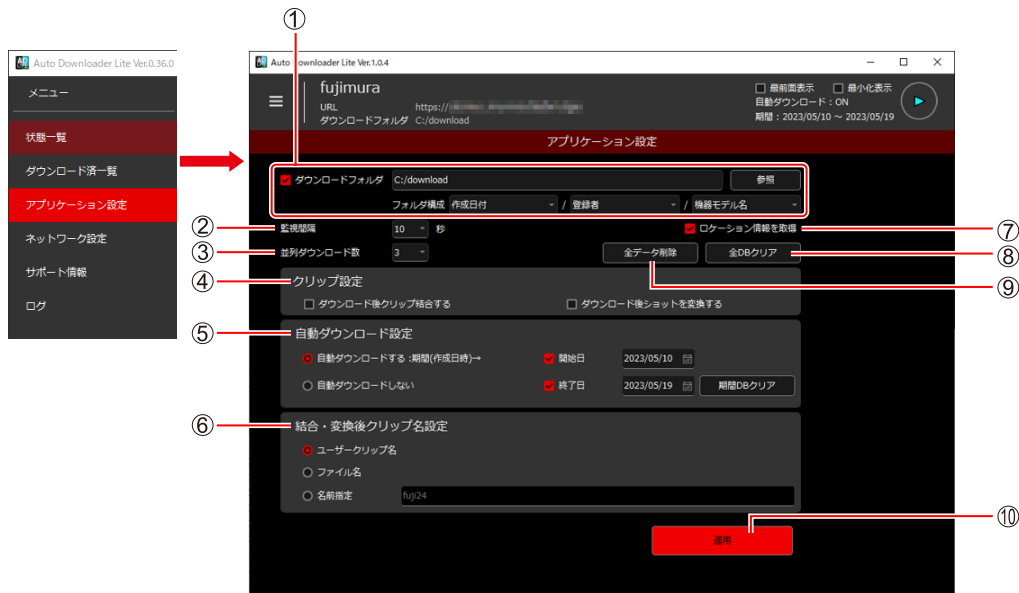 ①
Auto Downloader Lite Ver.0.36.0
メニュー
状態一覧
ダウンロード済一覧
アプリケーション設定
ネットワーク設定
サポート情報
ログ
Auto Downloader Lite Ver.1.0.4
fujimura
URL https://
ダウンロードフォルダ C:/download
最前面表示 最小化表示
自動ダウンロード：ON
期間：2023/05/10 ～ 2023/05/19
アプリケーション設定
ダウンロードフォルダ C:/download 参照
フォルダ構成 作成日付 / 登録者 / 機器モデル名
② 監視間隔 10 秒 ロケーション情報を取得 ⑦
③ 並列ダウンロード数 3 全データ削除 全DBクリア ⑧
④ クリップ設定 ⑨
ダウンロード後クリップ結合する ダウンロード後ショットを変換する
⑤ 自動ダウンロード設定
自動ダウンロードする :期間(作成日時)→ 開始日 2023/05/10
自動ダウンロードしない 終了日 2023/05/19 期間DBクリア
⑥ 結合・変換後クリップ名設定
ユーザークリップ名
ファイル名
名前指定 fuji24
⑩
適用